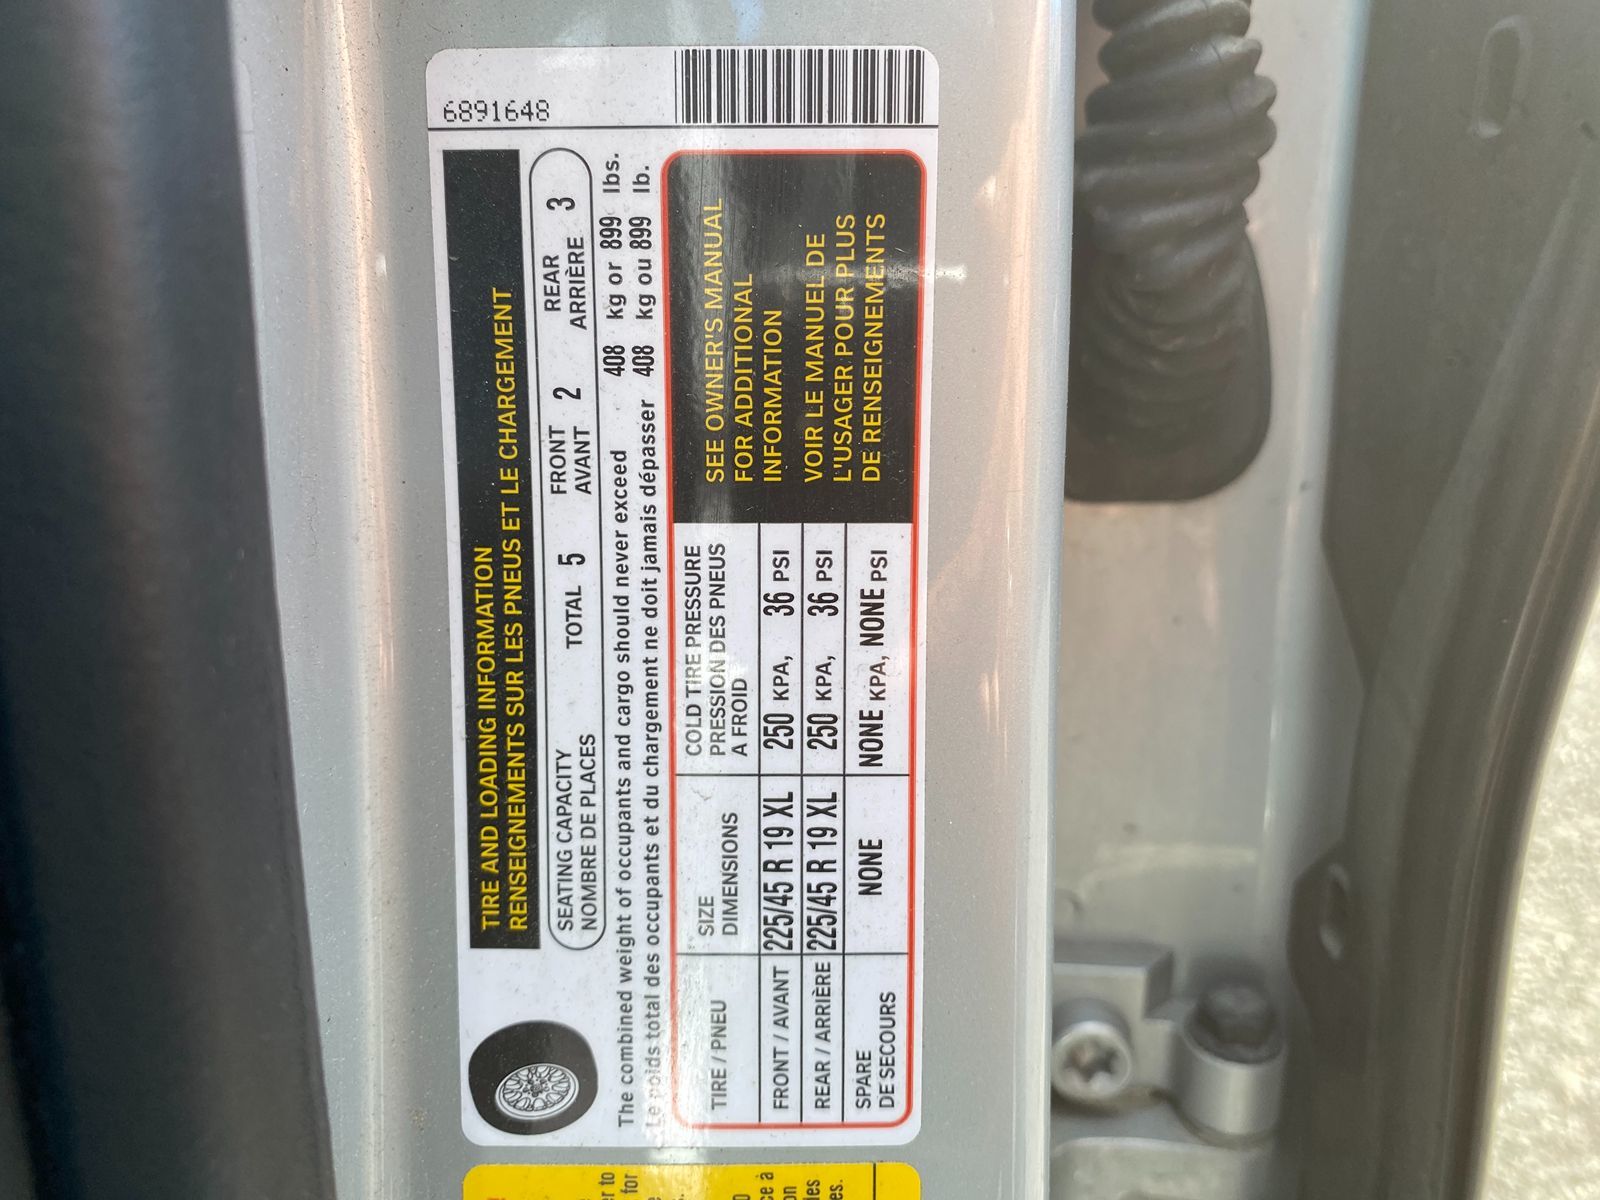 6891648
TIRE AND LOADING INFORMATION
RENSEIGNEMENTS SUR LES PNEUS ET LE CHARGEMENT
SEATING CAPACITY TOTAL 5 FRONT 2 REAR 3
NOMBRE DE PLACES AVANT ARRIÈRE
The combined weight of occupants and cargo should never exceed 408 kg or 899 lbs.
Le poids total des occupants et du chargement ne doit jamais dépasser 408 kg ou 899 lb.
TIRE / PNEU
SIZE
DIMENSIONS
COLD TIRE PRESSURE
PRESSION DES PNEUS
A FROID
FRONT / AVANT 225/45 R 19 XL 250 KPA, 36 PSI
REAR / ARRIÈRE 225/45 R 19 XL 250 KPA, 36 PSI
SPARE
DE SECOURS NONE NONE KPA, NONE PSI
SEE OWNER'S MANUAL
FOR ADDITIONAL
INFORMATION
VOIR LE MANUEL DE
L'USAGER POUR PLUS
DE RENSEIGNEMENTS